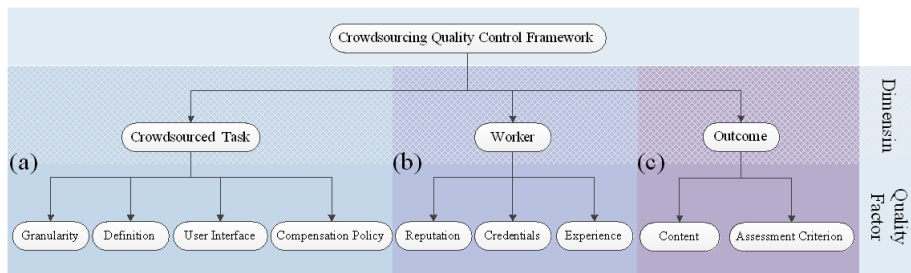 Crowdsourcing Quality Control Framework
Dimensin
Crowdsourced Task
Worker
Outcome
(a)
(b)
(c)
Quality
Factor
Granularity
Definition
User Interface
Compensation Policy
Reputation
Credentials
Experience
Content
Assessment Criterion